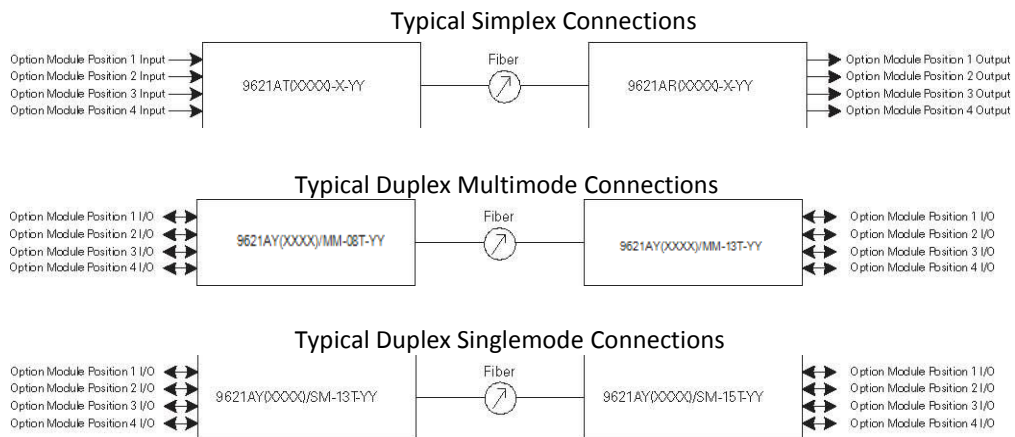 Typical Simplex Connections
Option Module Position 1 Input
Option Module Position 2 Input
Option Module Position 3 Input
Option Module Position 4 Input
9621AT(XXXX)-X-YY
Fiber
9621AR(XXXX)-X-YY
Option Module Position 1 Output
Option Module Position 2 Output
Option Module Position 3 Output
Option Module Position 4 Output
Typical Duplex Multimode Connections
Option Module Position 1 I/O
Option Module Position 2 I/O
Option Module Position 3 I/O
Option Module Position 4 I/O
9621AY(XXXX)/MM-08T-YY
Fiber
9621AY(XXXX)/MM-13T-YY
Option Module Position 1 I/O
Option Module Position 2 I/O
Option Module Position 3 I/O
Option Module Position 4 I/O
Typical Duplex Singlemode Connections
Option Module Position 1 I/O
Option Module Position 2 I/O
Option Module Position 3 I/O
Option Module Position 4 I/O
9621AY(XXXX)/SM-13T-YY
Fiber
9621AY(XXXX)/SM-15T-YY
Option Module Position 1 I/O
Option Module Position 2 I/O
Option Module Position 3 I/O
Option Module Position 4 I/O